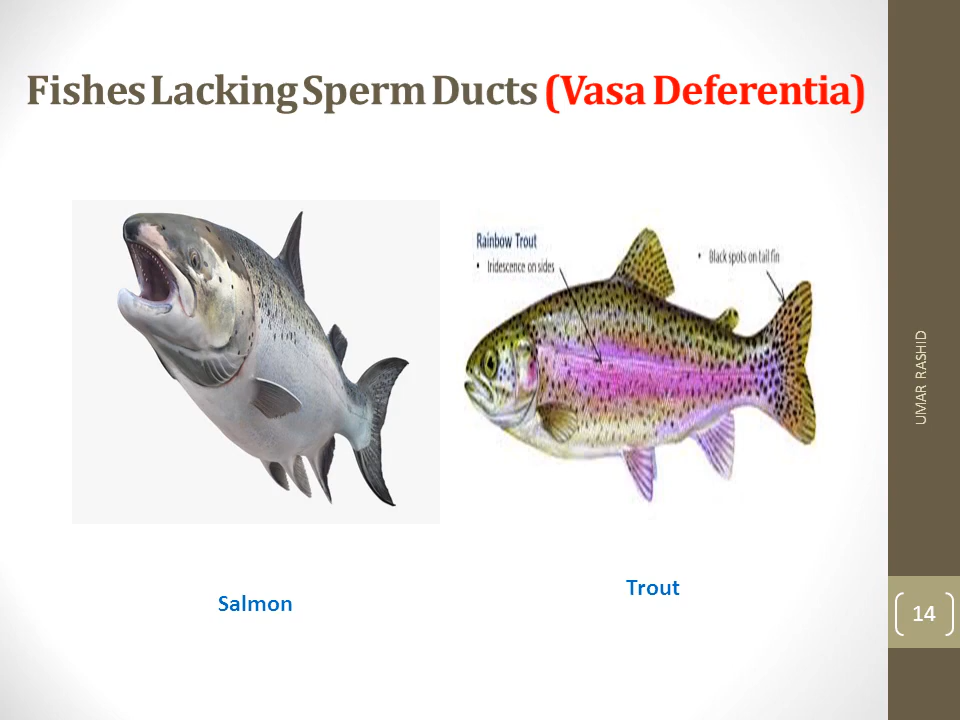 Fishes Lacking Sperm Ducts (Vasa Deferentia)
Rainbow Trout
• Iridescence on sides
• Black spots on tail fin
Salmon
Trout
UMAR RASHID
14